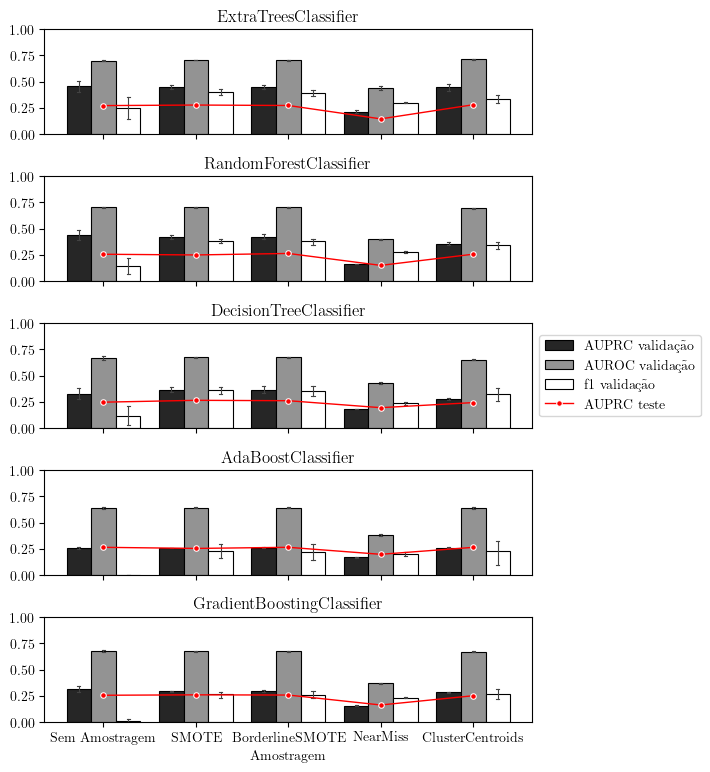 ExtraTreesClassifier
1.00
0.75
0.50
0.25
0.00
RandomForestClassifier
1.00
0.75
0.50
0.25
0.00
DecisionTreeClassifier
1.00
0.75
0.50
0.25
0.00
AUPRC validação
AUROC validação
f1 validação
AUPRC teste
AdaBoostClassifier
1.00
0.75
0.50
0.25
0.00
GradientBoostingClassifier
1.00
0.75
0.50
0.25
0.00
Sem Amostragem SMOTE BorderlineSMOTE NearMiss ClusterCentroids
Amostragem